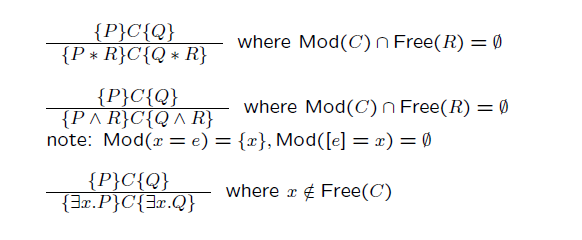 {P}C{Q}
{P * R}C{Q * R} where Mod(C) ∩ Free(R) = ∅
{P}C{Q}
{P ∧ R}C{Q ∧ R} where Mod(C) ∩ Free(R) = ∅
note: Mod(x = e) = {x}, Mod([e] = x) = ∅
{P}C{Q}
{∃x.P}C{∃x.Q} where x ∉ Free(C)